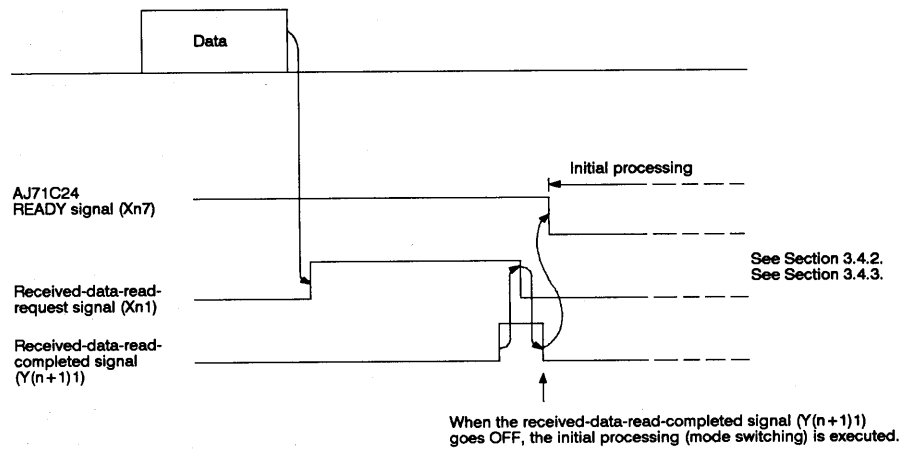 Data
Initial processing
AJ71C24
READY signal (Xn7)
See Section 3.4.2.
See Section 3.4.3.
Received-data-read-
request signal (Xn1)
Received-data-read-
completed signal
(Y(n+1)1)
When the received-data-read-completed signal (Y(n+1)1)
goes OFF, the initial processing (mode switching) is executed.